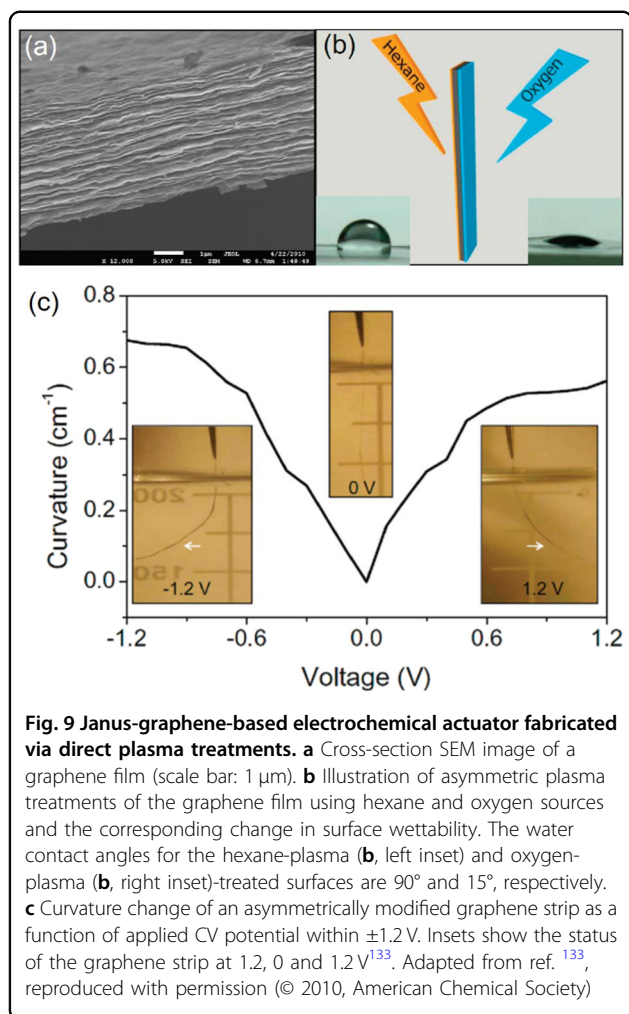 (a)
1µm JEOL 4/22/2010
X 12,000 5.0kV SEI SEM WD 6.7mm 1:48:49
(b)
Hexane
Oxygen
(c)
0.8
0.6
0.4
0.2
0.0
Curvature (cm-1)
0 V
200
150
-1.2 V
1.2 V
-1.2
-0.6
0.0
0.6
1.2
Voltage (V)
Fig. 9 Janus-graphene-based electrochemical actuator fabricated
via direct plasma treatments. a Cross-section SEM image of a
graphene film (scale bar: 1 µm). b Illustration of asymmetric plasma
treatments of the graphene film using hexane and oxygen sources
and the corresponding change in surface wettability. The water
contact angles for the hexane-plasma (b, left inset) and oxygen-
plasma (b, right inset)-treated surfaces are 90° and 15°, respectively.
c Curvature change of an asymmetrically modified graphene strip as a
function of applied CV potential within ±1.2 V. Insets show the status
of the graphene strip at 1.2, 0 and 1.2 V133. Adapted from ref. 133,
reproduced with permission (© 2010, American Chemical Society)